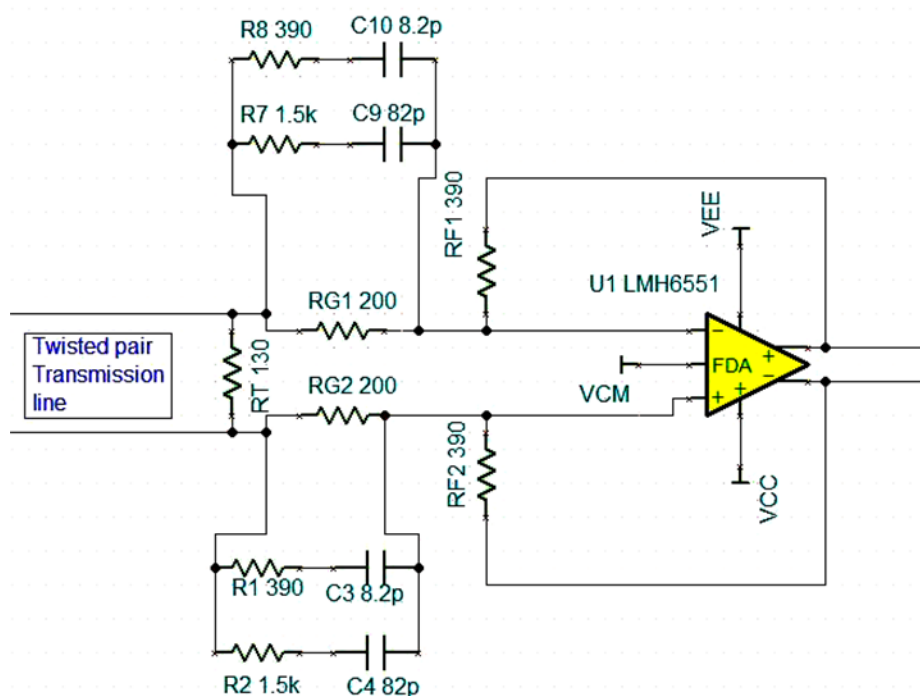 R8 390
C10 8.2p
R7 1.5k
C9 82p
RF1 390
VEE
U1 LMH6551
RG1 200
Twisted pair
Transmission
line
RT 130
RG2 200
VCM
−
FDA
+
+
+
−
RF2 390
VCC
R1 390
C3 8.2p
R2 1.5k
C4 82p